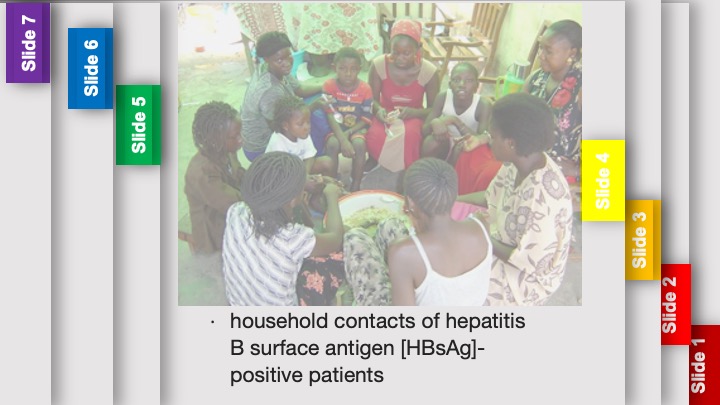 Slide 7
Slide 6
Slide 5
Slide 4
Slide 3
Slide 2
Slide 1
· household contacts of hepatitis
B surface antigen [HBsAg]-
positive patients